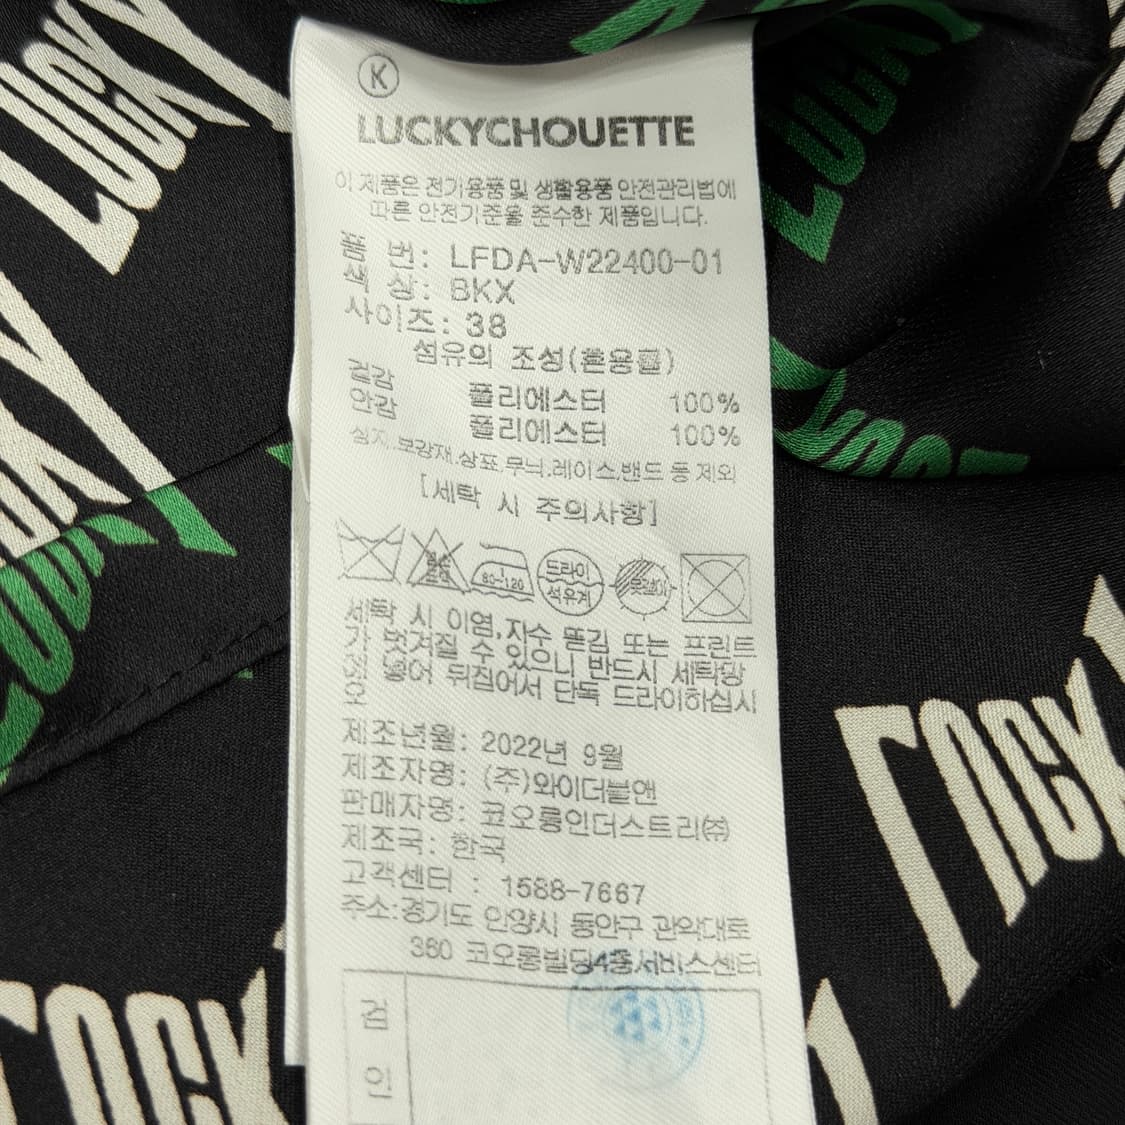 K
LUCKYCHOUETTE
이 제품은 전기용품 및 생활용품 안전관리법에
따른 안전기준을 준수한 제품입니다.
품 번: LFDA-W22400-01
색 상: BKX
사이즈: 38
섬유의 조성(혼용률)
겉감 폴리에스터 100%
안감 폴리에스터 100%
심지.부강재.상표.무늬.레이스.밴드 등 제외
[세탁 시 주의사항]
80~120
드라이
석유계
옷걸이
세탁 시 이염,자수 뜯김 또는 프린트
가 벗겨질 수 있으니 반드시 세탁망
에 넣어 뒤집어서 단독 드라이하십시
오
제조년월: 2022년 9월
제조자명: (주)와이더블앤
판매자명: 코오롱인더스트리㈜
제조국: 한국
고객센터 : 1588-7667
주소:경기도 안양시 동안구 관악대로
360 코오롱빌딩4층서비스센터
검
인
LUCKY
LUCKY
LUCKY
LUCK
LUCK